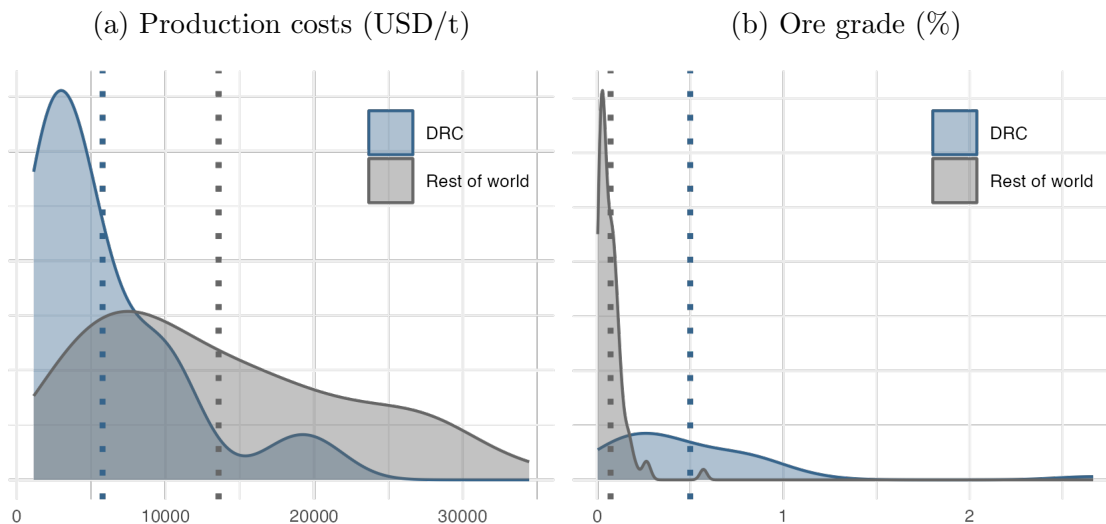 (a) Production costs (USD/t)
DRC
Rest of world
0 10000 20000 30000
(b) Ore grade (%)
DRC
Rest of world
0 1 2